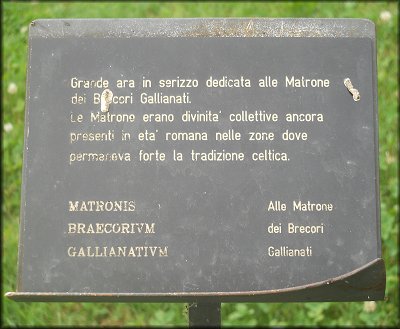 Grande ara in serizzo dedicata alle Matrone
dei Brecori Gallianati.
Le Matrone erano divinita' collettive ancora
presenti in eta' romana nelle zone dove
permaneva forte la tradizione celtica.
MATRONIS Alle Matrone
BRAECORIVM dei Brecori
GALLIANATIVM Gallianati